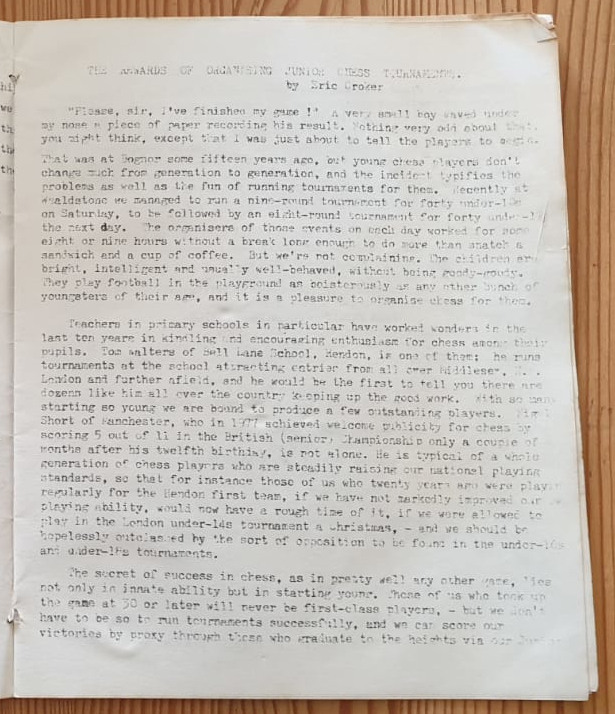 hi
we
th
the
the
THE REWARDS OF ORGANISING JUNIOR CHESS TOURNAMENTS.
by Eric Croker
"Please, sir, I've finished my game !" A very small boy waved under
my nose a piece of paper recording his result. Nothing very odd about that,
you might think, except that I was just about to tell the players to begin.
That was at Bognor some fifteen years ago, but young chess players don't
change much from generation to generation, and the incident typifies the
problems as well as the fun of running tournaments for them. Recently at
Wealdstone we managed to run a nine-round tournament for forty under-10s
on Saturday, to be followed by an eight-round tournament for forty under-
the next day. The organisers of those events on each day worked for some
eight or nine hours without a break long enough to do more than snatch a
sandwich and a cup of coffee. But we're not complaining. The children are
bright, intelligent and usually well-behaved, without being goody-goody.
They play football in the playground as boisterously as any other bunch of
youngsters of their age, and it is a pleasure to organise chess for them.
Teachers in primary schools in particular have worked wonders in the
last ten years in kindling and encouraging enthusiasm for chess among their
pupils. Tom Walters of Bell Lane School, Hendon, is one of them; he runs
tournaments at the school attracting entries from all over Middlesex,
London and further afield, and he would be the first to tell you there are
dozens like him all over the country keeping up the good work. With so many
starting so young we are bound to produce a few outstanding players. Nigel
Short of Manchester, who in 1977 achieved welcome publicity for chess by
scoring 5 out of 11 in the British (senior) Championship only a couple of
months after his twelfth birthday, is not alone. He is typical of a whole
generation of chess players who are steadily raising our national playing
standards, so that for instance those of us who twenty years ago were playing
regularly for the Hendon first team, if we have not markedly improved our
playing ability, would now have a rough time of it, if we were allowed to
play in the London under-14s tournament a Christmas, - and we should be
hopelessly outclassed by the sort of opposition to be found in the under-16s
and under-18s tournaments.
The secret of success in chess, as in pretty well any other game, lies
not only in innate ability but in starting young. Those of us who took up
the game at 30 or later will never be first-class players, - but we don't
have to be so to run tournaments successfully, and we can score our
victories by proxy through those who graduate to the heights via our Junior